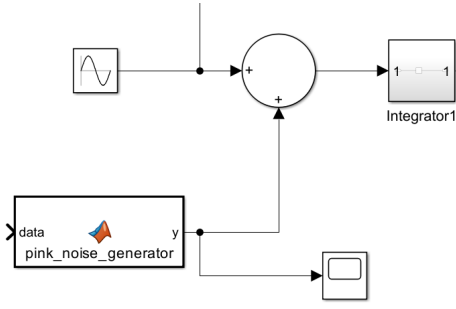 +
1 1
+
Integrator1
data y
pink_noise_generator